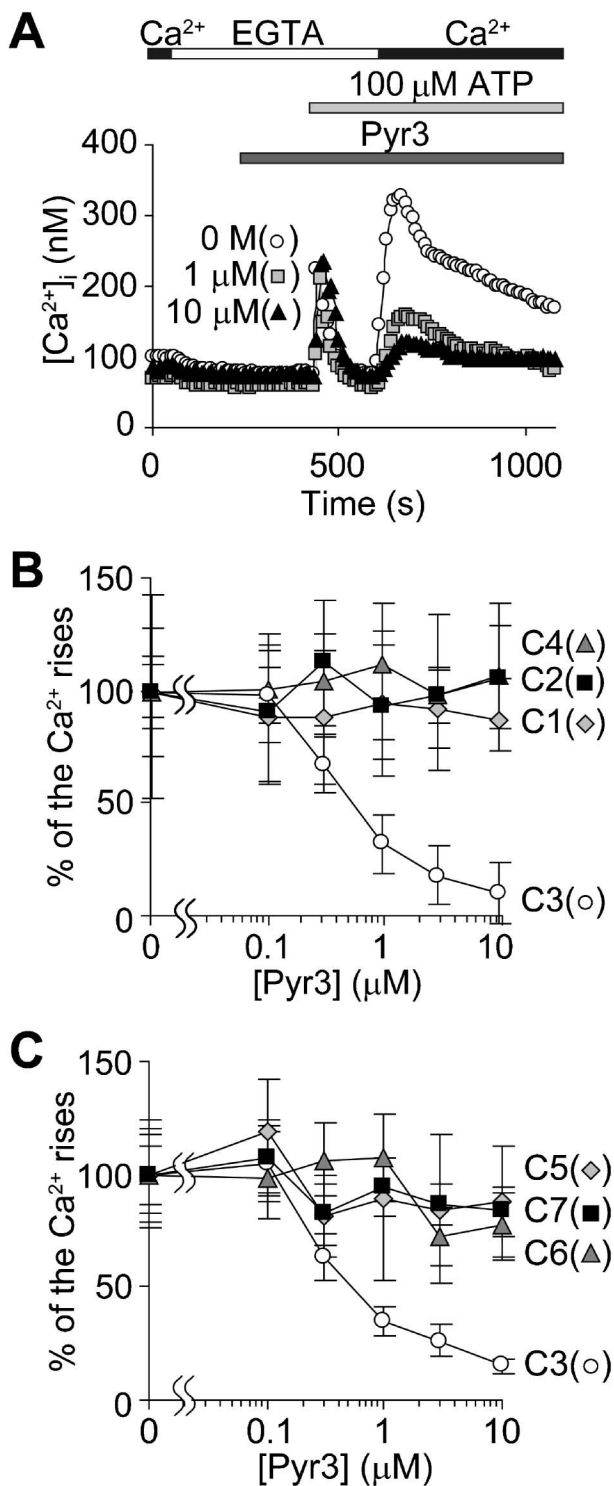 A
Ca²⁺ EGTA Ca²⁺
100 μM ATP
Pyr3
400
300
200
100
0
[Ca²⁺]i (nM)
0 M(○)
1 μM(■)
10 μM(▲)
0 500 1000
Time (s)
B
150
100
50
0
% of the Ca²⁺ rises
C4(▲)
C2(■)
C1(◆)
C3(○)
0 0.1 1 10
[Pyr3] (μM)
C
150
100
50
0
% of the Ca²⁺ rises
C5(◆)
C7(■)
C6(▲)
C3(○)
0 0.1 1 10
[Pyr3] (μM)